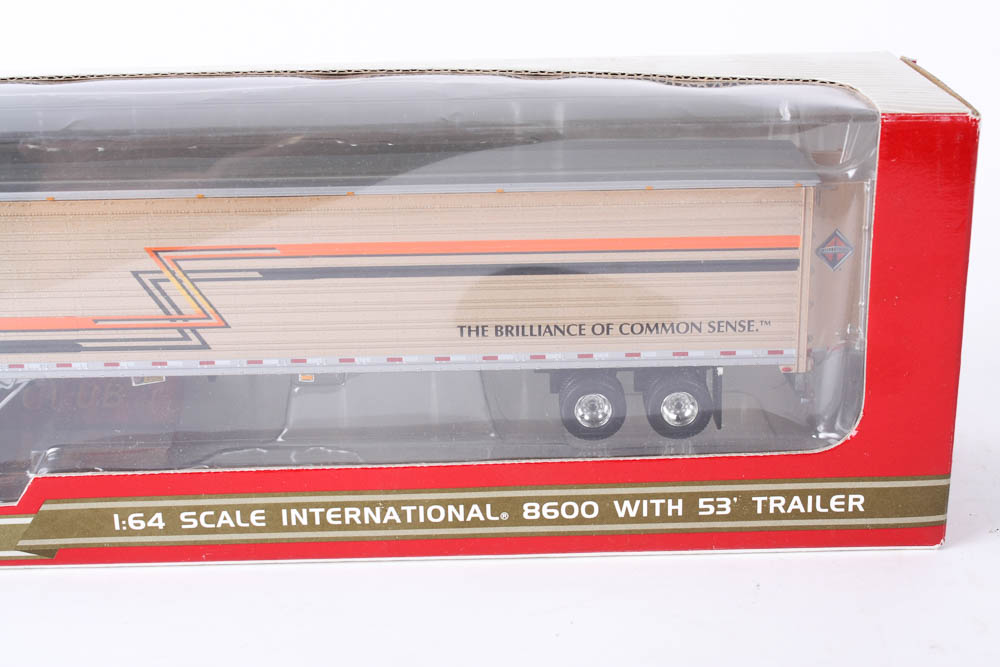 THE BRILLIANCE OF COMMON SENSE.™
1:64 SCALE INTERNATIONAL® 8600 WITH 53' TRAILER